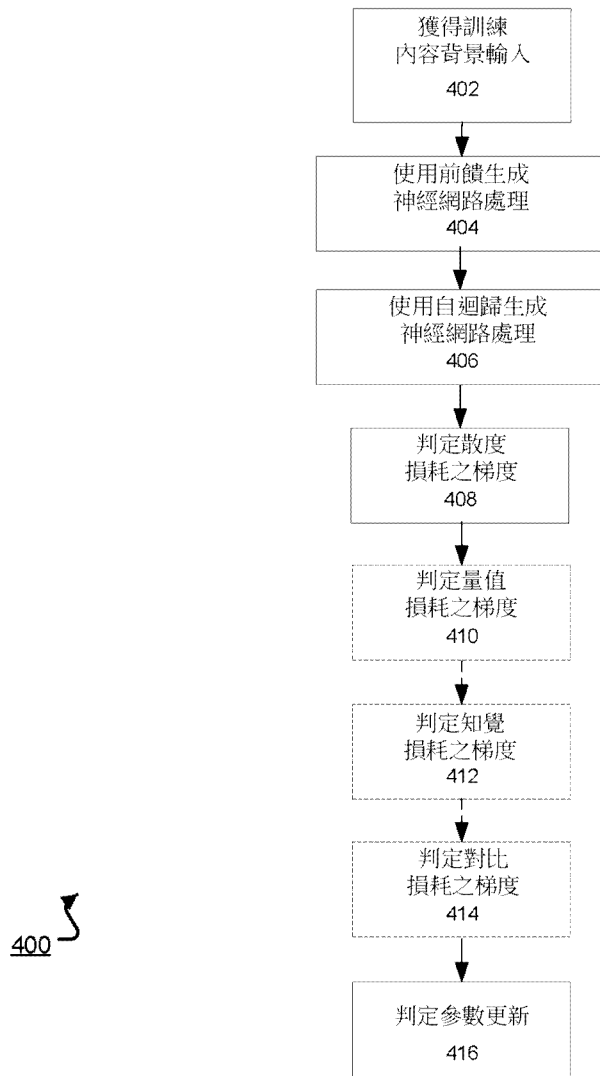 獲得訓練
內容背景輸入
402
使用前饋生成
神經網路處理
404
使用自迴歸生成
神經網路處理
406
判定散度
損耗之梯度
408
判定量值
損耗之梯度
410
判定知覺
損耗之梯度
412
判定對比
損耗之梯度
414
400
判定參數更新
416